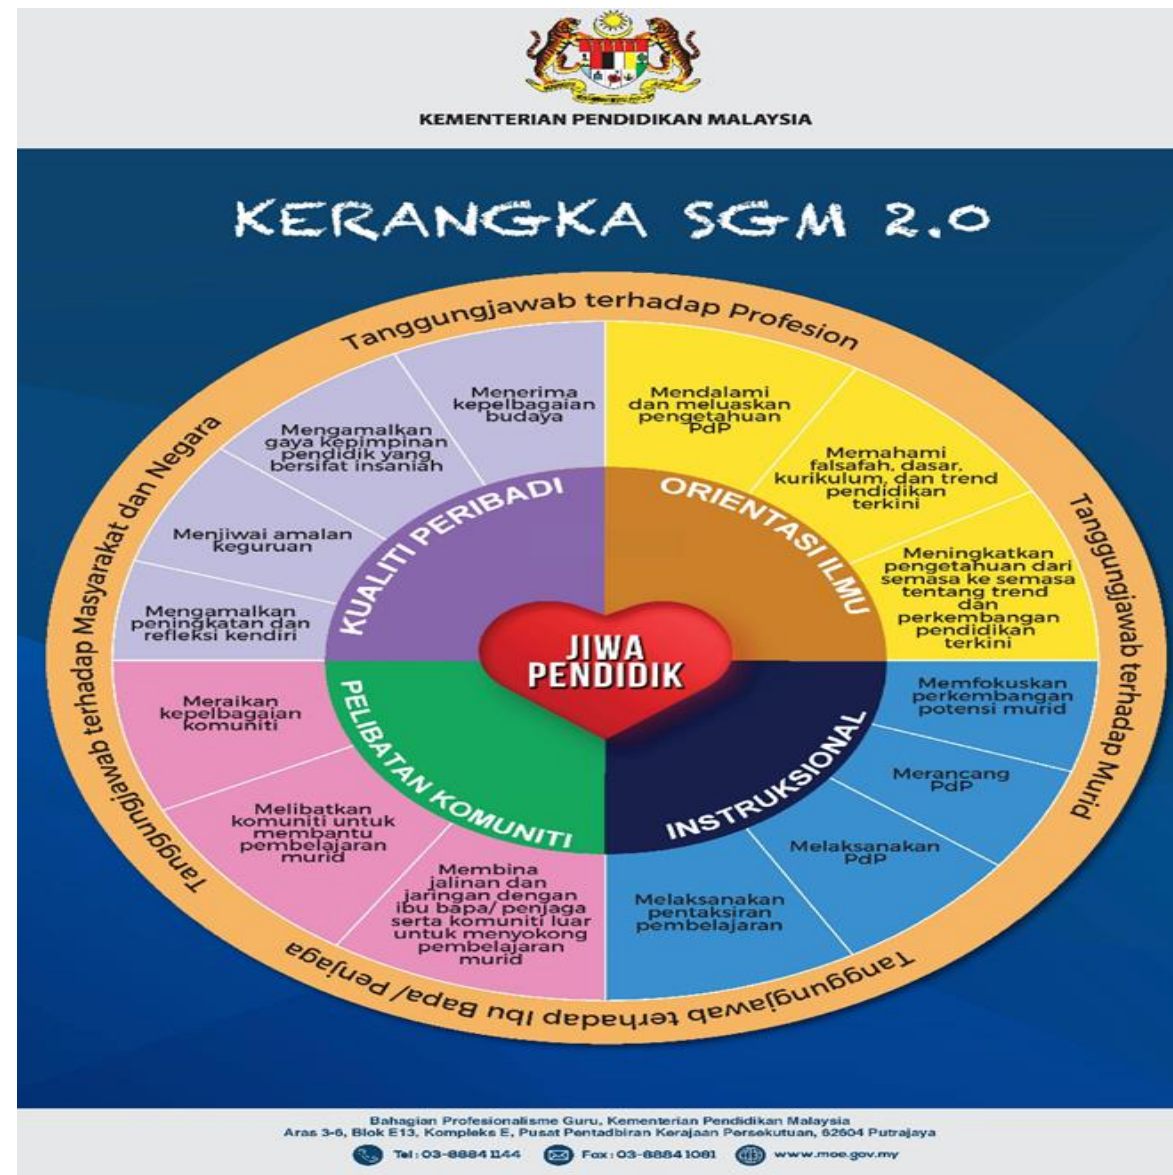 KEMENTERIAN PENDIDIKAN MALAYSIA
KERANGKA SGM 2.0
Tanggungjawab terhadap Profesion
Tanggungjawab terhadap Murid
Tanggungjawab terhadap Ibu Bapa/ Penjaga
Tanggungjawab terhadap Masyarakat dan Negara
KUALITI PERIBADI
Menerima
kepelbagaian
budaya
Mengamalkan
gaya kepimpinan
pendidik yang
bersifat insaniah
Menjiwai amalan
keguruan
Mengamalkan
peningkatan dan
refleksi kendiri
ORIENTASI ILMU
Mendalami
dan meluaskan
pengetahuan
PdP
Memahami
falsafah, dasar,
kurikulum, dan trend
pendidikan
terkini
Meningkatkan
pengetahuan dari
semasa ke semasa
tentang trend
dan
perkembangan
pendidikan
terkini
JIWA
PENDIDIK
INSTRUKSIONAL
Memfokuskan
perkembangan
potensi murid
Merancang
PdP
Melaksanakan
PdP
Melaksanakan
pentaksiran
pembelajaran
PELIBATAN KOMUNITI
Meraikan
kepelbagaian
komuniti
Melibatkan
komuniti untuk
membantu
pembelajaran
murid
Membina
jalinan dan
jaringan dengan
ibu bapa/ penjaga
serta komuniti luar
untuk menyokong
pembelajaran
murid
Bahagian Profesionalisme Guru, Kementerian Pendidikan Malaysia
Aras 3-6, Blok E13, Kompleks E, Pusat Pentadbiran Kerajaan Persekutuan, 62604 Putrajaya
Tel : 03-88841144 Fax : 03-88841081 www.moe.gov.my